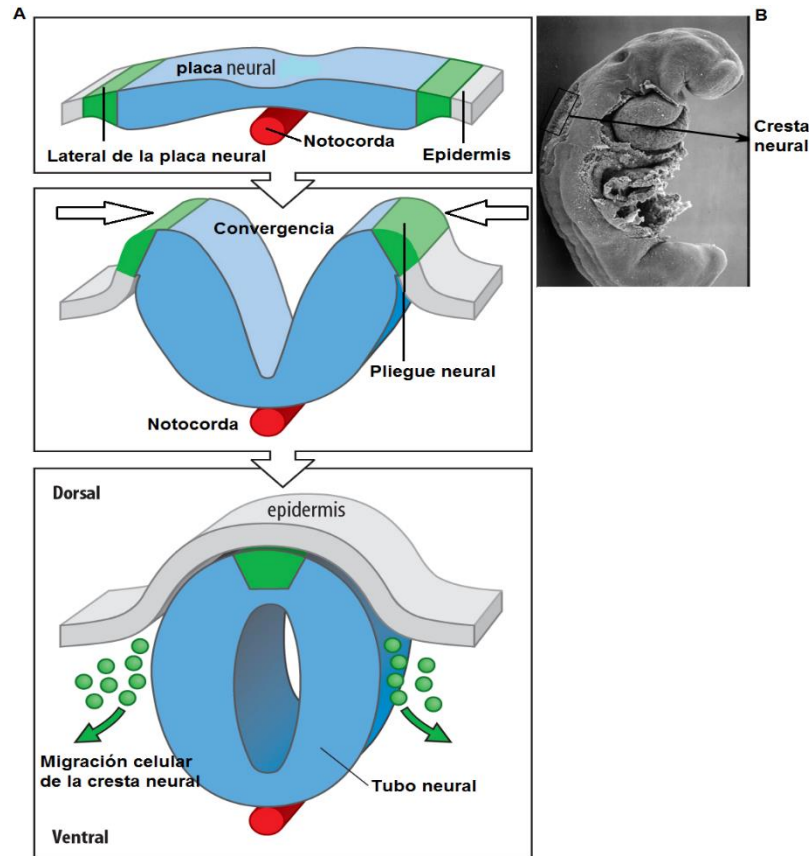 A
placa neural
Notocorda
Lateral de la placa neural
Epidermis
Convergencia
Pliegue neural
Notocorda
Dorsal
epidermis
Migración celular
de la cresta neural
Tubo neural
Ventral
B
Cresta
neural